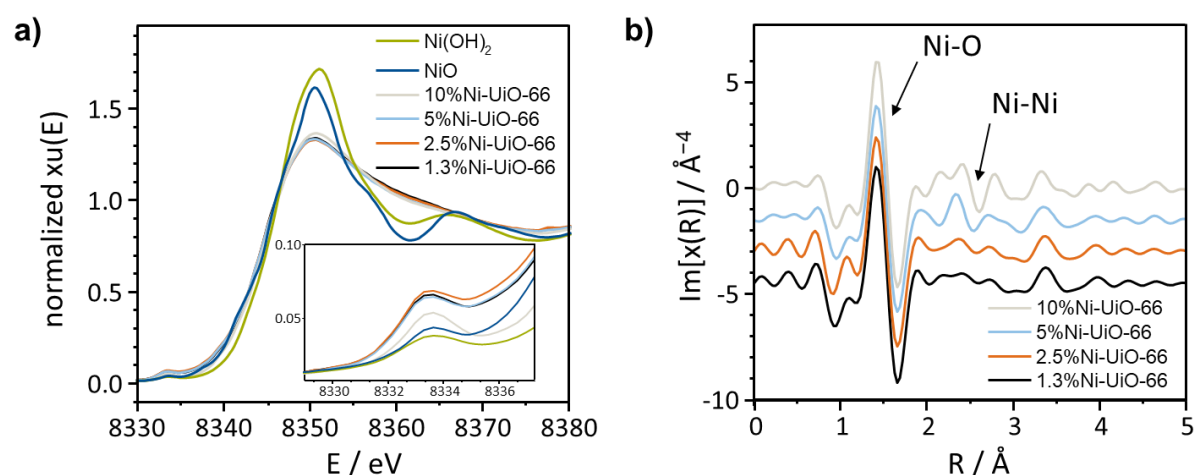 a)
normalized xu(E)
1.5
1.0
0.5
0.0
Ni(OH)₂
NiO
10%Ni-UiO-66
5%Ni-UiO-66
2.5%Ni-UiO-66
1.3%Ni-UiO-66
0.10
0.05
8330 8332 8334 8336
8330 8340 8350 8360 8370 8380
E / eV
b)
Im[x(R)] / Å⁻⁴
5
0
-5
-10
Ni-O
Ni-Ni
10%Ni-UiO-66
5%Ni-UiO-66
2.5%Ni-UiO-66
1.3%Ni-UiO-66
0 1 2 3 4 5
R / Å